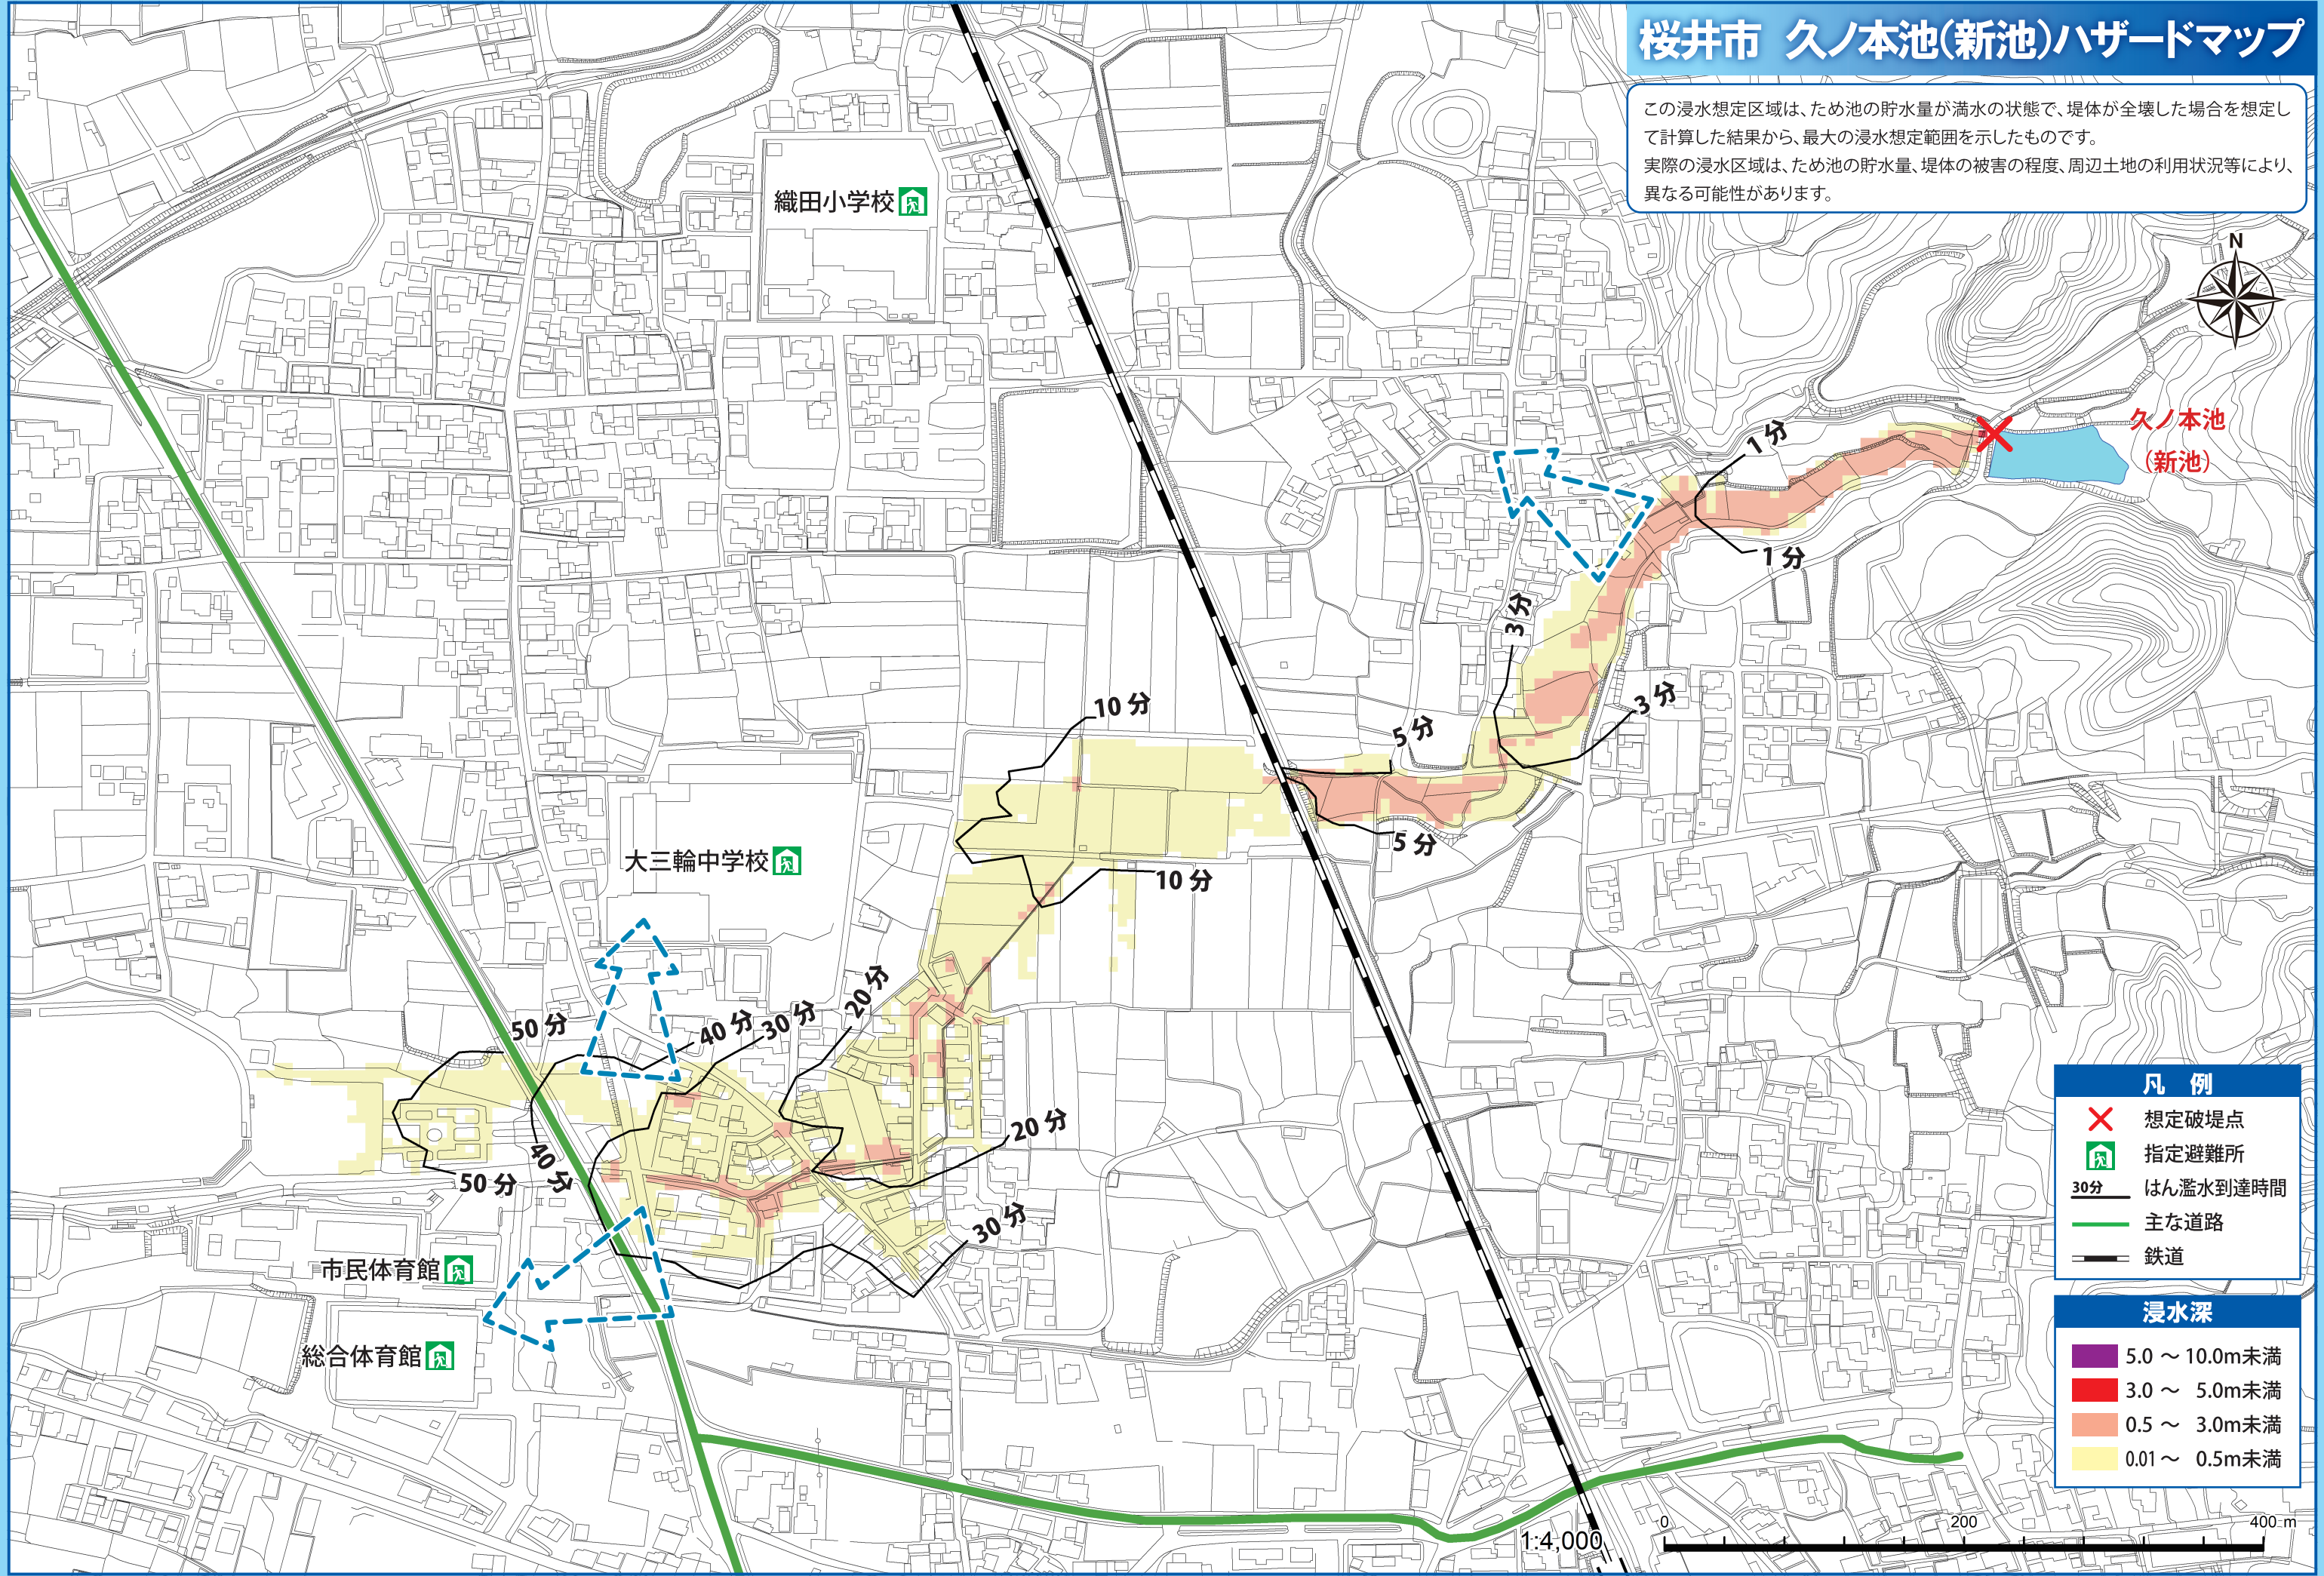 桜井市 久ノ本池(新池)ハザードマップ
この浸水想定区域は、ため池の貯水量が満水の状態で、堤体が全壊した場合を想定し
て計算した結果から、最大の浸水想定範囲を示したものです。
実際の浸水区域は、ため池の貯水量、堤体の被害の程度、周辺土地の利用状況等により、
異なる可能性があります。
織田小学校
N
久ノ本池
(新池)
1分
1分
3分
3分
5分
5分
10分
10分
大三輪中学校
20分
20分
30分
30分
40分
40分
50分
50分
市民体育館
総合体育館
凡 例
想定破堤点
指定避難所
30分 はん濫水到達時間
主な道路
鉄道
浸水深
5.0 ~ 10.0m未満
3.0 ~ 5.0m未満
0.5 ~ 3.0m未満
0.01 ~ 0.5m未満
1:4,000
0 200 400 m